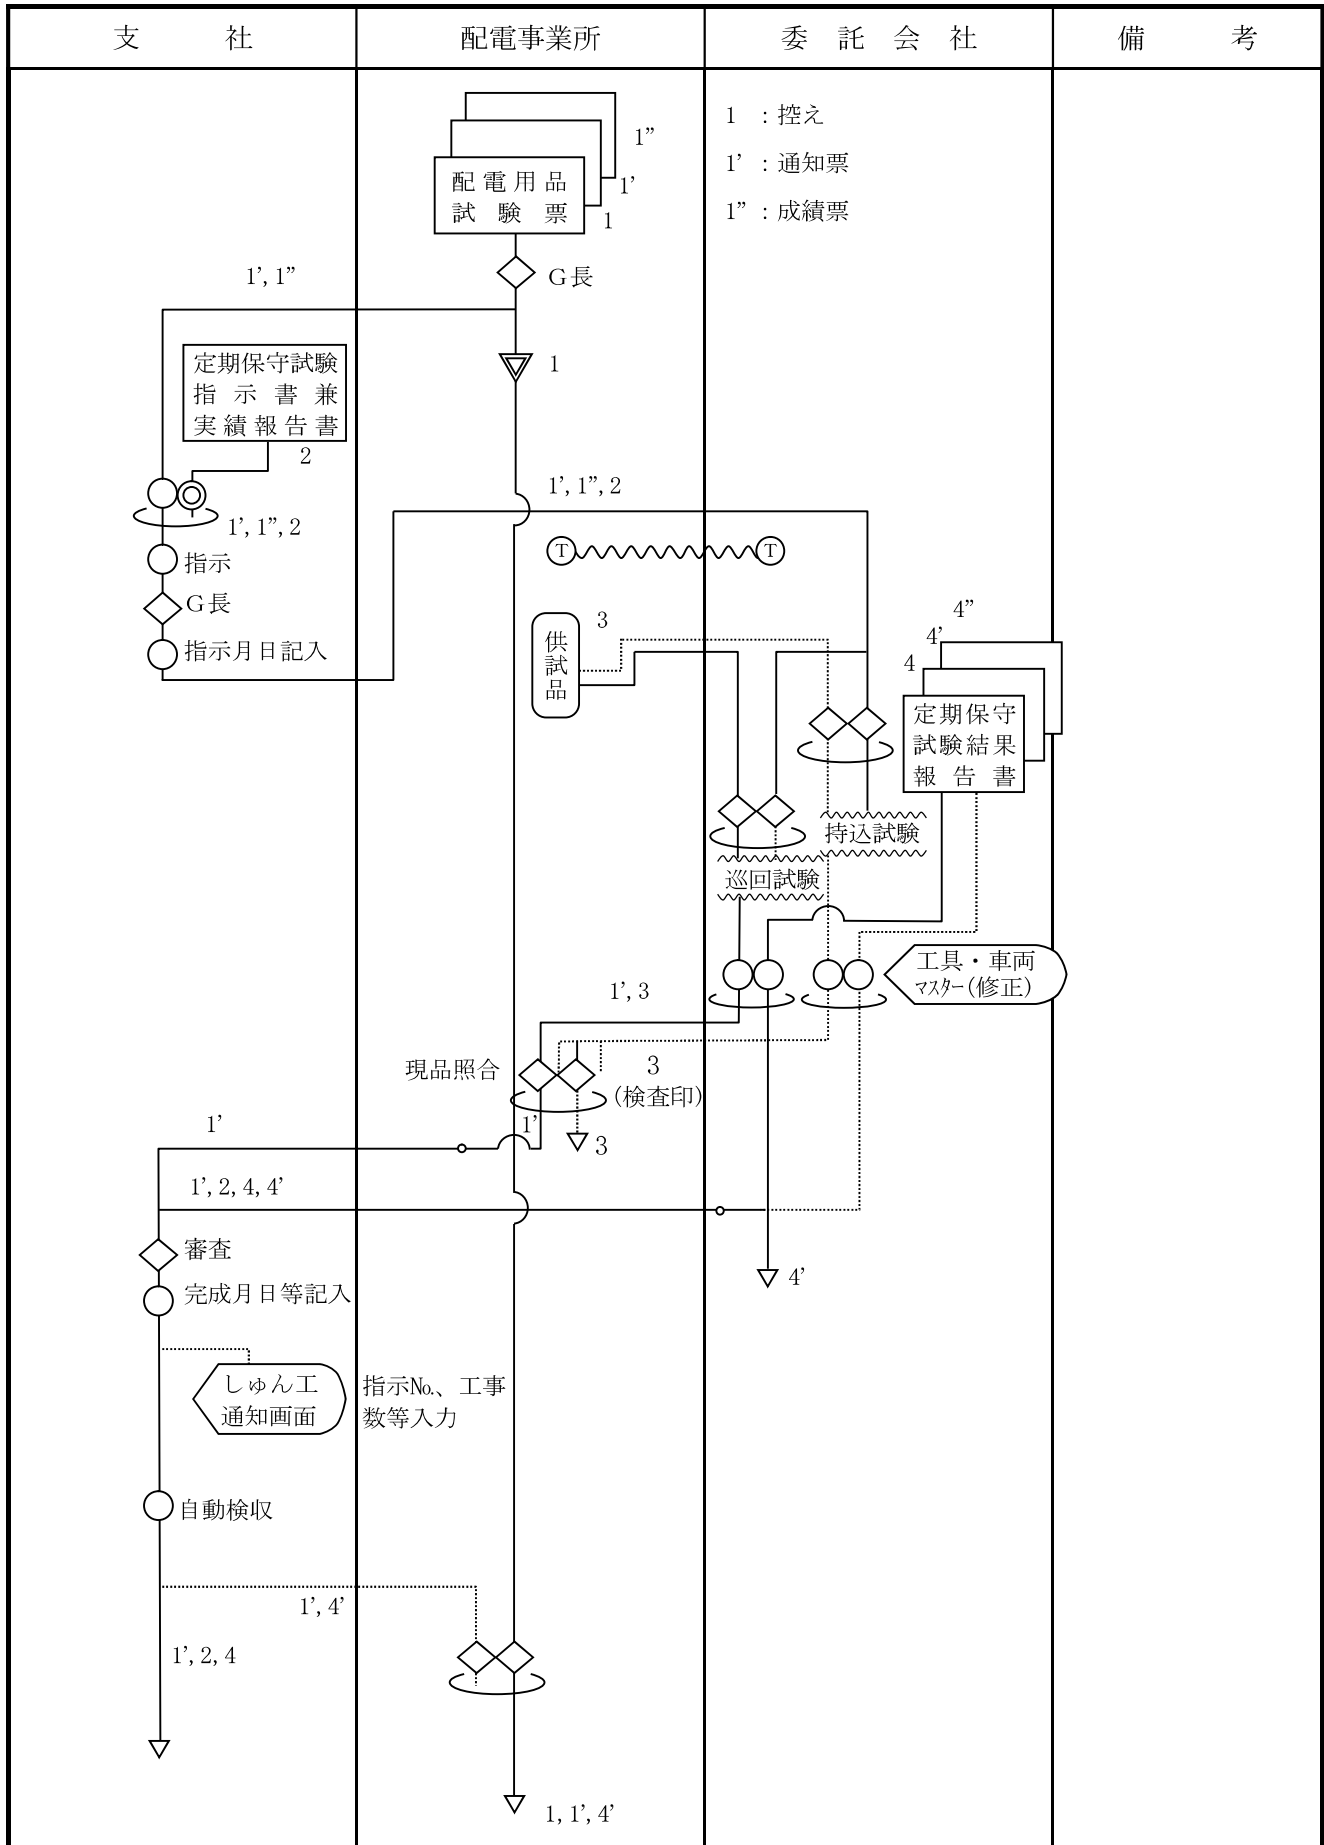 支　　　社
配電事業所
委　託　会　社
備　　　考
1”
1’
1
配電用品
試験票
G長
1　：控え
1’　：通知票
1”　：成績票
1’, 1”
1
定期保守試験
指示書兼
実績報告書
2
1’, 1”, 2
1’, 1”, 2
指示
G長
指示月日記入
T
T
供試品
3
4”
4’
4
定期保守
試験結果
報告書
持込試験
巡回試験
工具・車両
マスター(修正)
1’, 3
現品照合
3
(検査印)
1’
3
1’
1’, 2, 4, 4’
審査
完成月日等記入
4’
しゅん工
通知画面
指示№、工事
数等入力
自動検収
1’, 4’
1’, 2, 4
1, 1’, 4’